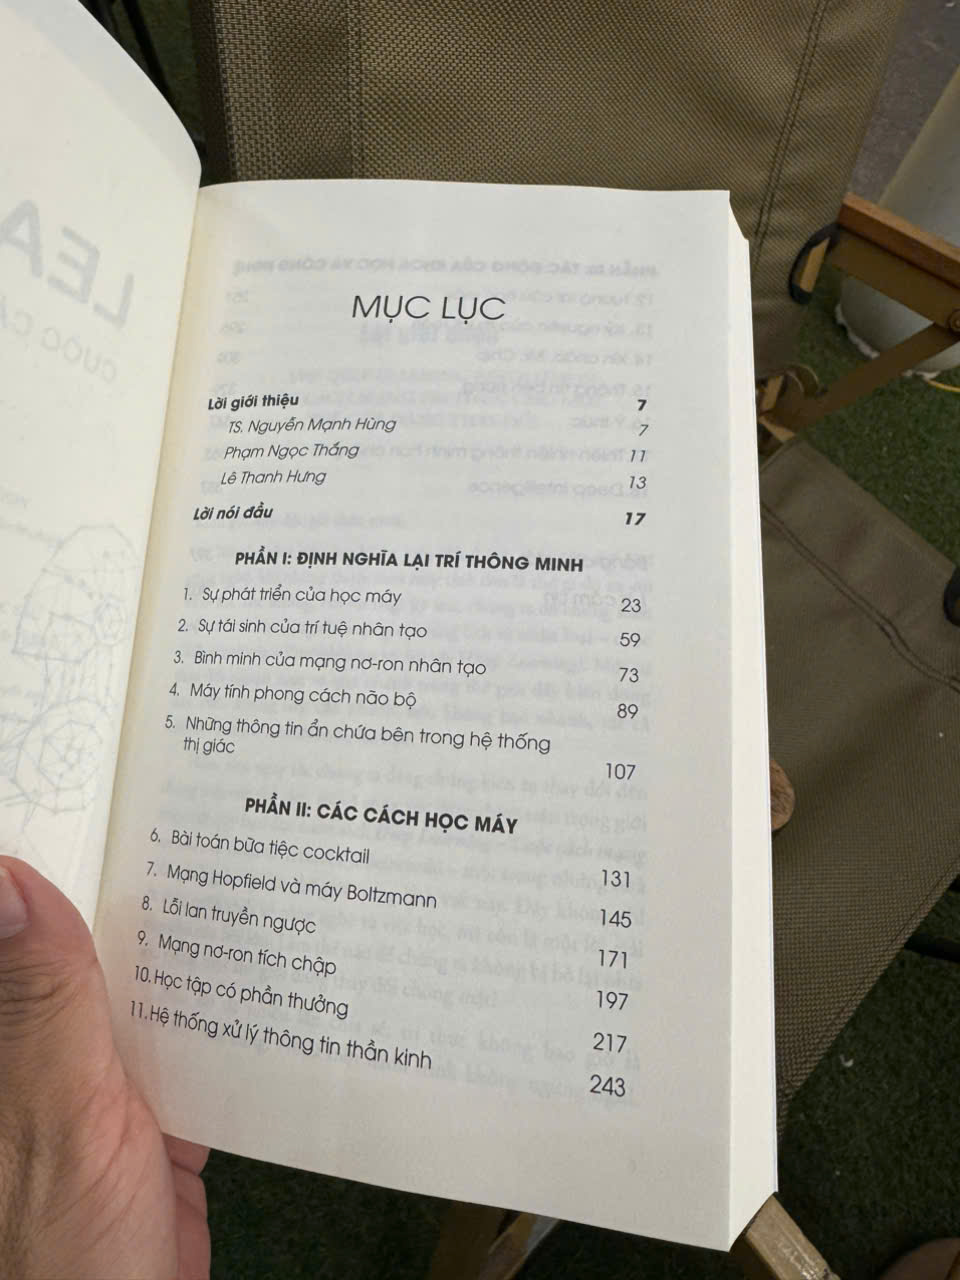 MỤC LỤC
Lời giới thiệu 7
TS. Nguyễn Mạnh Hùng 7
Phạm Ngọc Thắng 11
Lê Thanh Hưng 13
Lời nói đầu 17
PHẦN I: ĐỊNH NGHĨA LẠI TRÍ THÔNG MINH
1. Sự phát triển của học máy 23
2. Sự tái sinh của trí tuệ nhân tạo 59
3. Bình minh của mạng nơ-ron nhân tạo 73
4. Máy tính phong cách não bộ 89
5. Những thông tin ẩn chứa bên trong hệ thống
thị giác 107
PHẦN II: CÁC CÁCH HỌC MÁY
6. Bài toán bữa tiệc cocktail 131
7. Mạng Hopfield và máy Boltzmann 145
8. Lỗi lan truyền ngược 171
9. Mạng nơ-ron tích chập 197
10. Học tập có phần thưởng 217
11. Hệ thống xử lý thông tin thần kinh 243